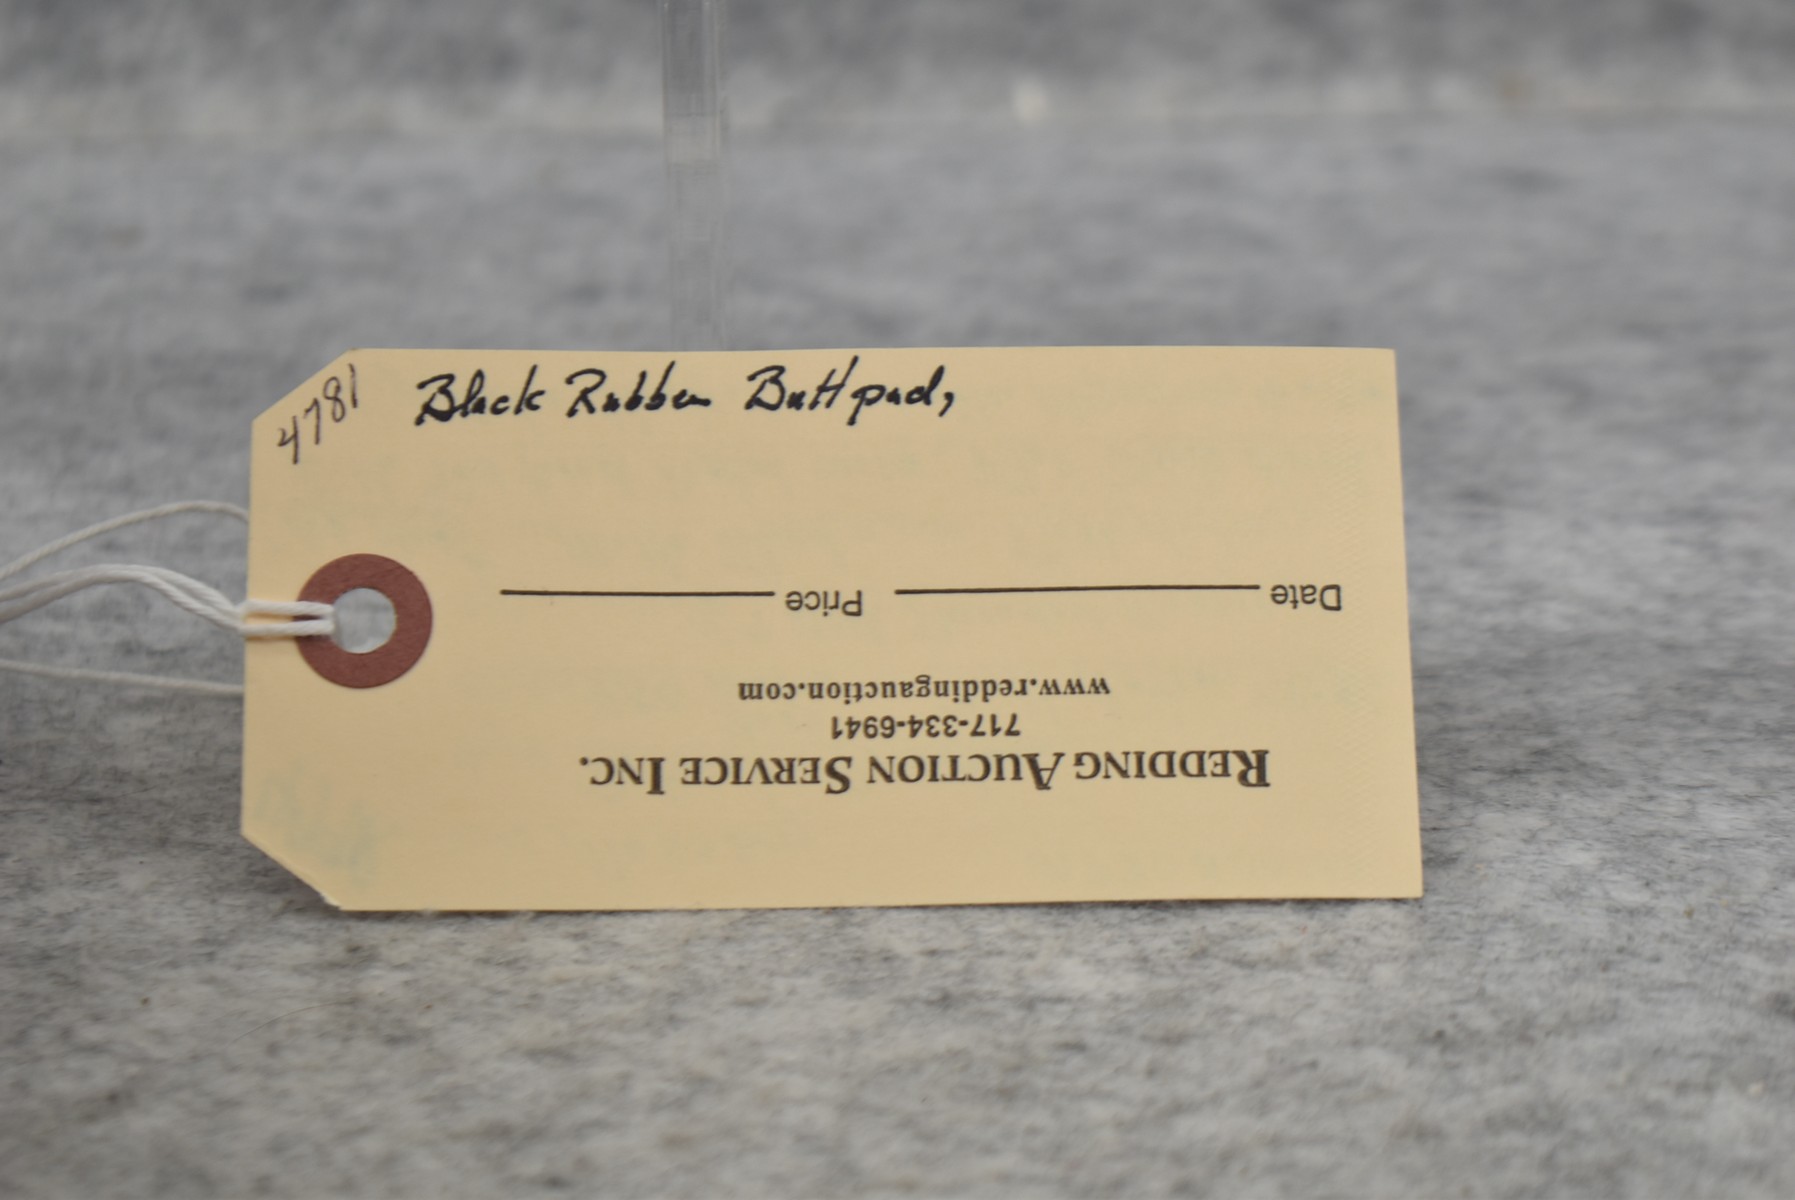 4781
Black Rubber Buttpad,
Date Price
www.reddingauction.com
717-334-6941
REDDING AUCTION SERVICE INC.